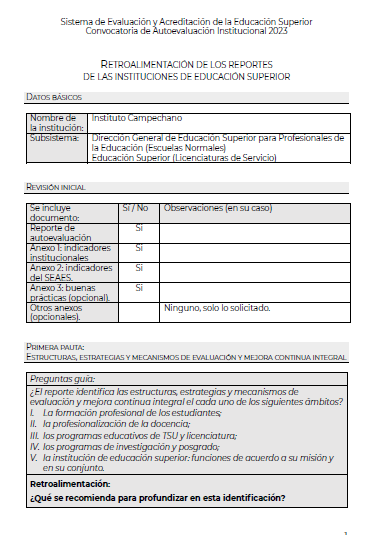 Sistema de Evaluación y Acreditación de la Educación Superior
Convocatoria de Autoevaluación Institucional 2023
RETROALIMENTACIÓN DE LOS REPORTES
DE LAS INSTITUCIONES DE EDUCACIÓN SUPERIOR
DATOS BÁSICOS
Nombre de la institución: Instituto Campechano
Subsistema: Dirección General de Educación Superior para Profesionales de
la Educación (Escuelas Normales)
Educación Superior (Licenciaturas de Servicio)
REVISIÓN INICIAL
Se incluye documento: Sí / No Observaciones (en su caso)
Reporte de autoevaluación Si
Anexo 1: indicadores institucionales Si
Anexo 2: indicadores del SEAES. Si
Anexo 3: buenas prácticas (opcional). Si
Otros anexos (opcionales). Ninguno, solo lo solicitado.
PRIMERA PAUTA:
ESTRUCTURAS, ESTRATEGIAS Y MECANISMOS DE EVALUACIÓN Y MEJORA CONTINUA INTEGRAL
Preguntas guía:
¿El reporte identifica las estructuras, estrategias y mecanismos de
evaluación y mejora continua integral el cada uno de los siguientes ámbitos?
I. La formación profesional de los estudiantes;
II. la profesionalización de la docencia;
III. los programas educativos de TSU y licenciatura;
IV. los programas de investigación y posgrado;
V. la institución de educación superior: funciones de acuerdo a su misión y
en su conjunto.
Retroalimentación:
¿Qué se recomienda para profundizar en esta identificación?
1